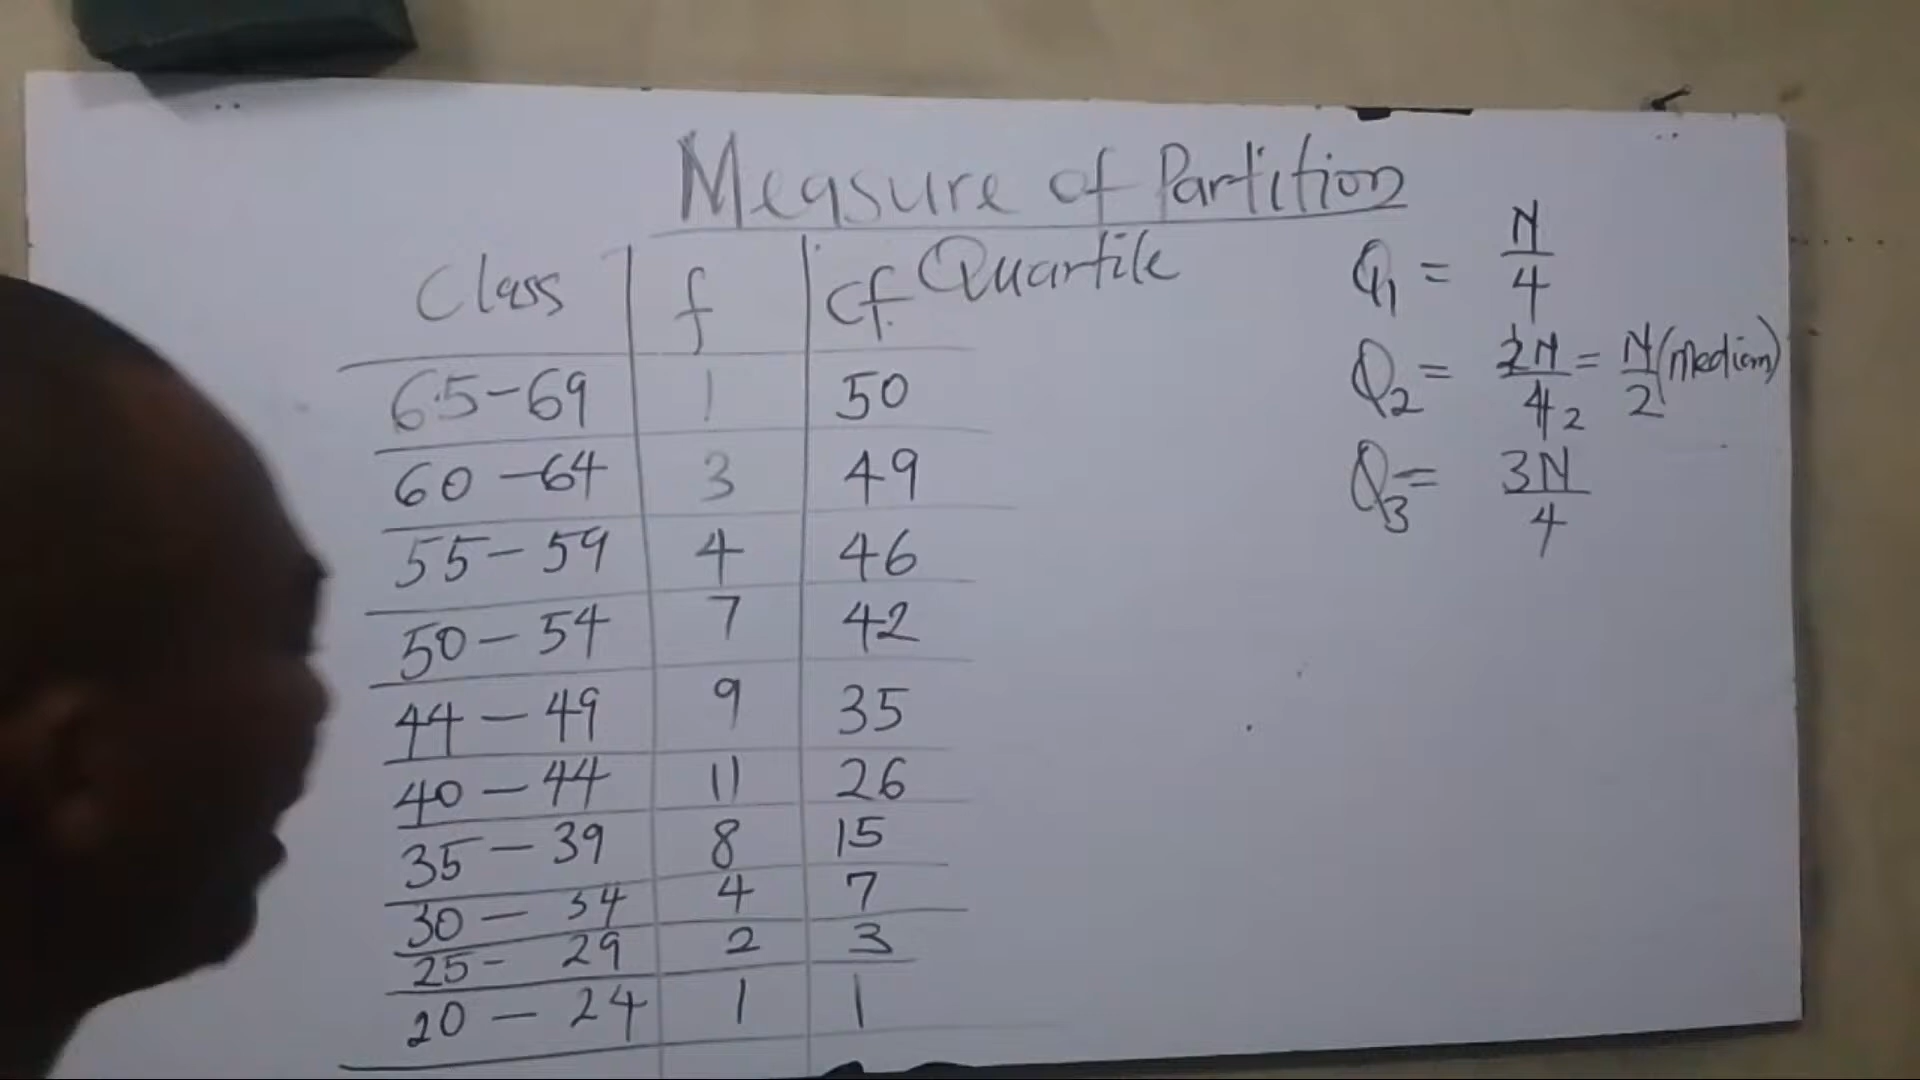 Measure of Partition
Quartile
Class f cf
65-69 1 50
60-64 3 49
55-59 4 46
50-54 7 42
44-49 9 35
40-44 11 26
35-39 8 15
30-34 4 7
25-29 2 3
20-24 1 1
Q1 = N/4
Q2 = 2N/4 2 = N/2 (Median)
Q3 = 3N/4